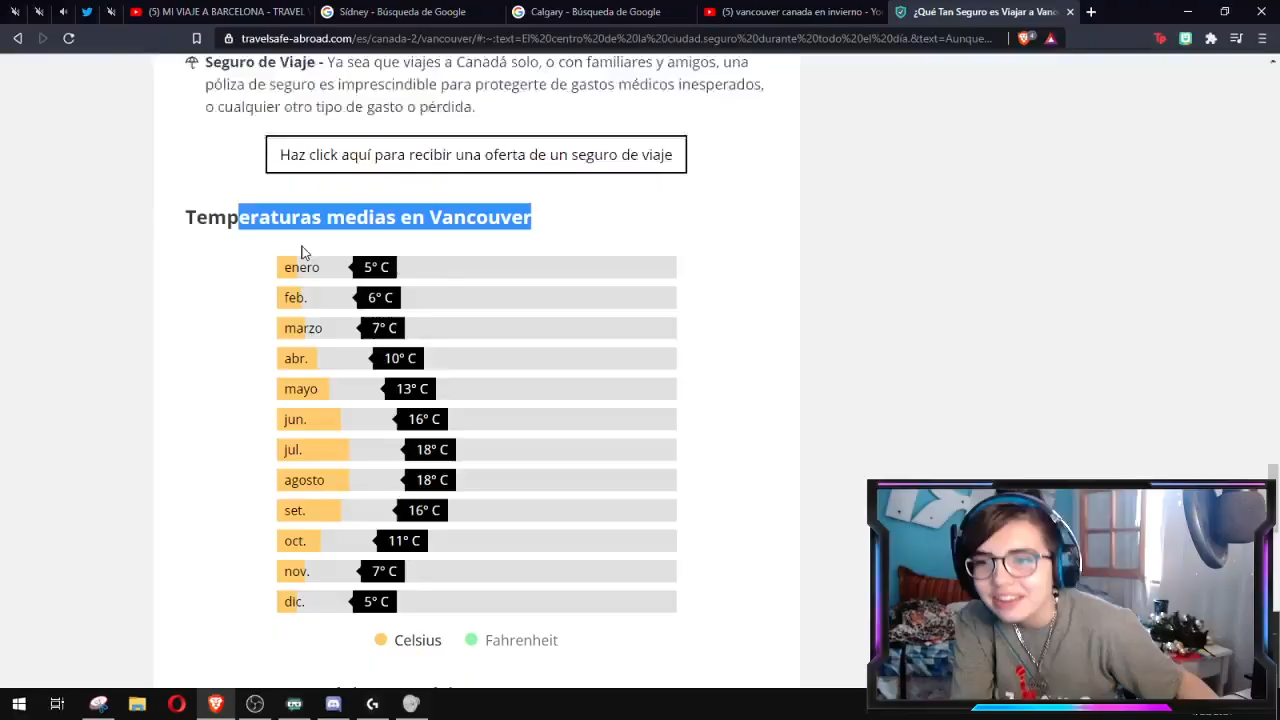 (5) MI VIAJE A BARCELONA - TRAVEL
Sídney - Búsqueda de Google
Calgary - Búsqueda de Google
(5) vancouver canada en invierno - Yo
¿Qué Tan Seguro es Viajar a Vanc
travelsafe-abroad.com/es/canada-2/vancouver/#:~:text=El%20centro%20de%20la%20ciudad.seguro%20durante%20todo%20el%20día.&text=Aunque...
Seguro de Viaje - Ya sea que viajes a Canadá solo, o con familiares y amigos, una
póliza de seguro es imprescindible para protegerte de gastos médicos inesperados,
o cualquier otro tipo de gasto o pérdida.
Haz click aquí para recibir una oferta de un seguro de viaje
Temperaturas medias en Vancouver
enero 5° C
feb. 6° C
marzo 7° C
abr. 10° C
mayo 13° C
jun. 16° C
jul. 18° C
agosto 18° C
set. 16° C
oct. 11° C
nov. 7° C
dic. 5° C
Celsius Fahrenheit